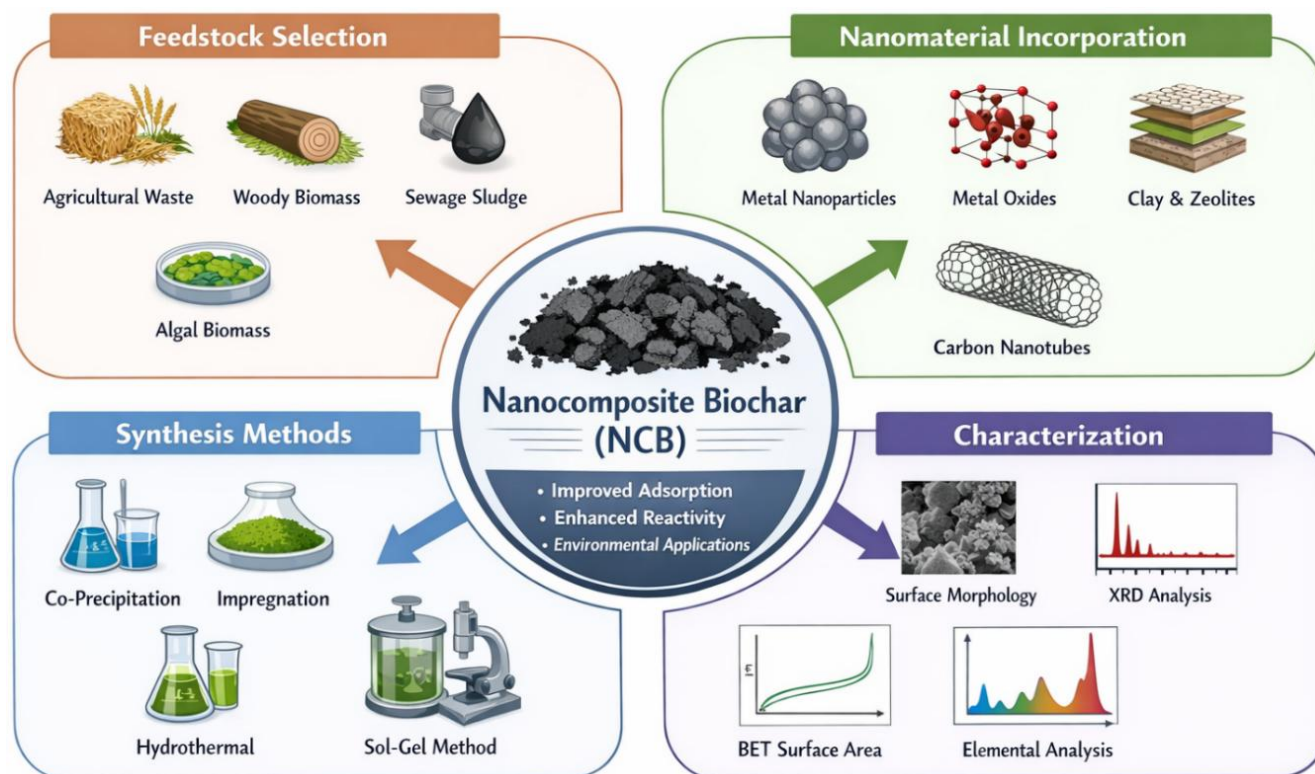 Feedstock Selection
Agricultural Waste
Woody Biomass
Sewage Sludge
Algal Biomass
Nanomaterial Incorporation
Metal Nanoparticles
Metal Oxides
Clay & Zeolites
Carbon Nanotubes
Nanocomposite Biochar
(NCB)
• Improved Adsorption
• Enhanced Reactivity
• Environmental Applications
Synthesis Methods
Co-Precipitation
Impregnation
Hydrothermal
Sol-Gel Method
Characterization
Surface Morphology
XRD Analysis
BET Surface Area
Elemental Analysis